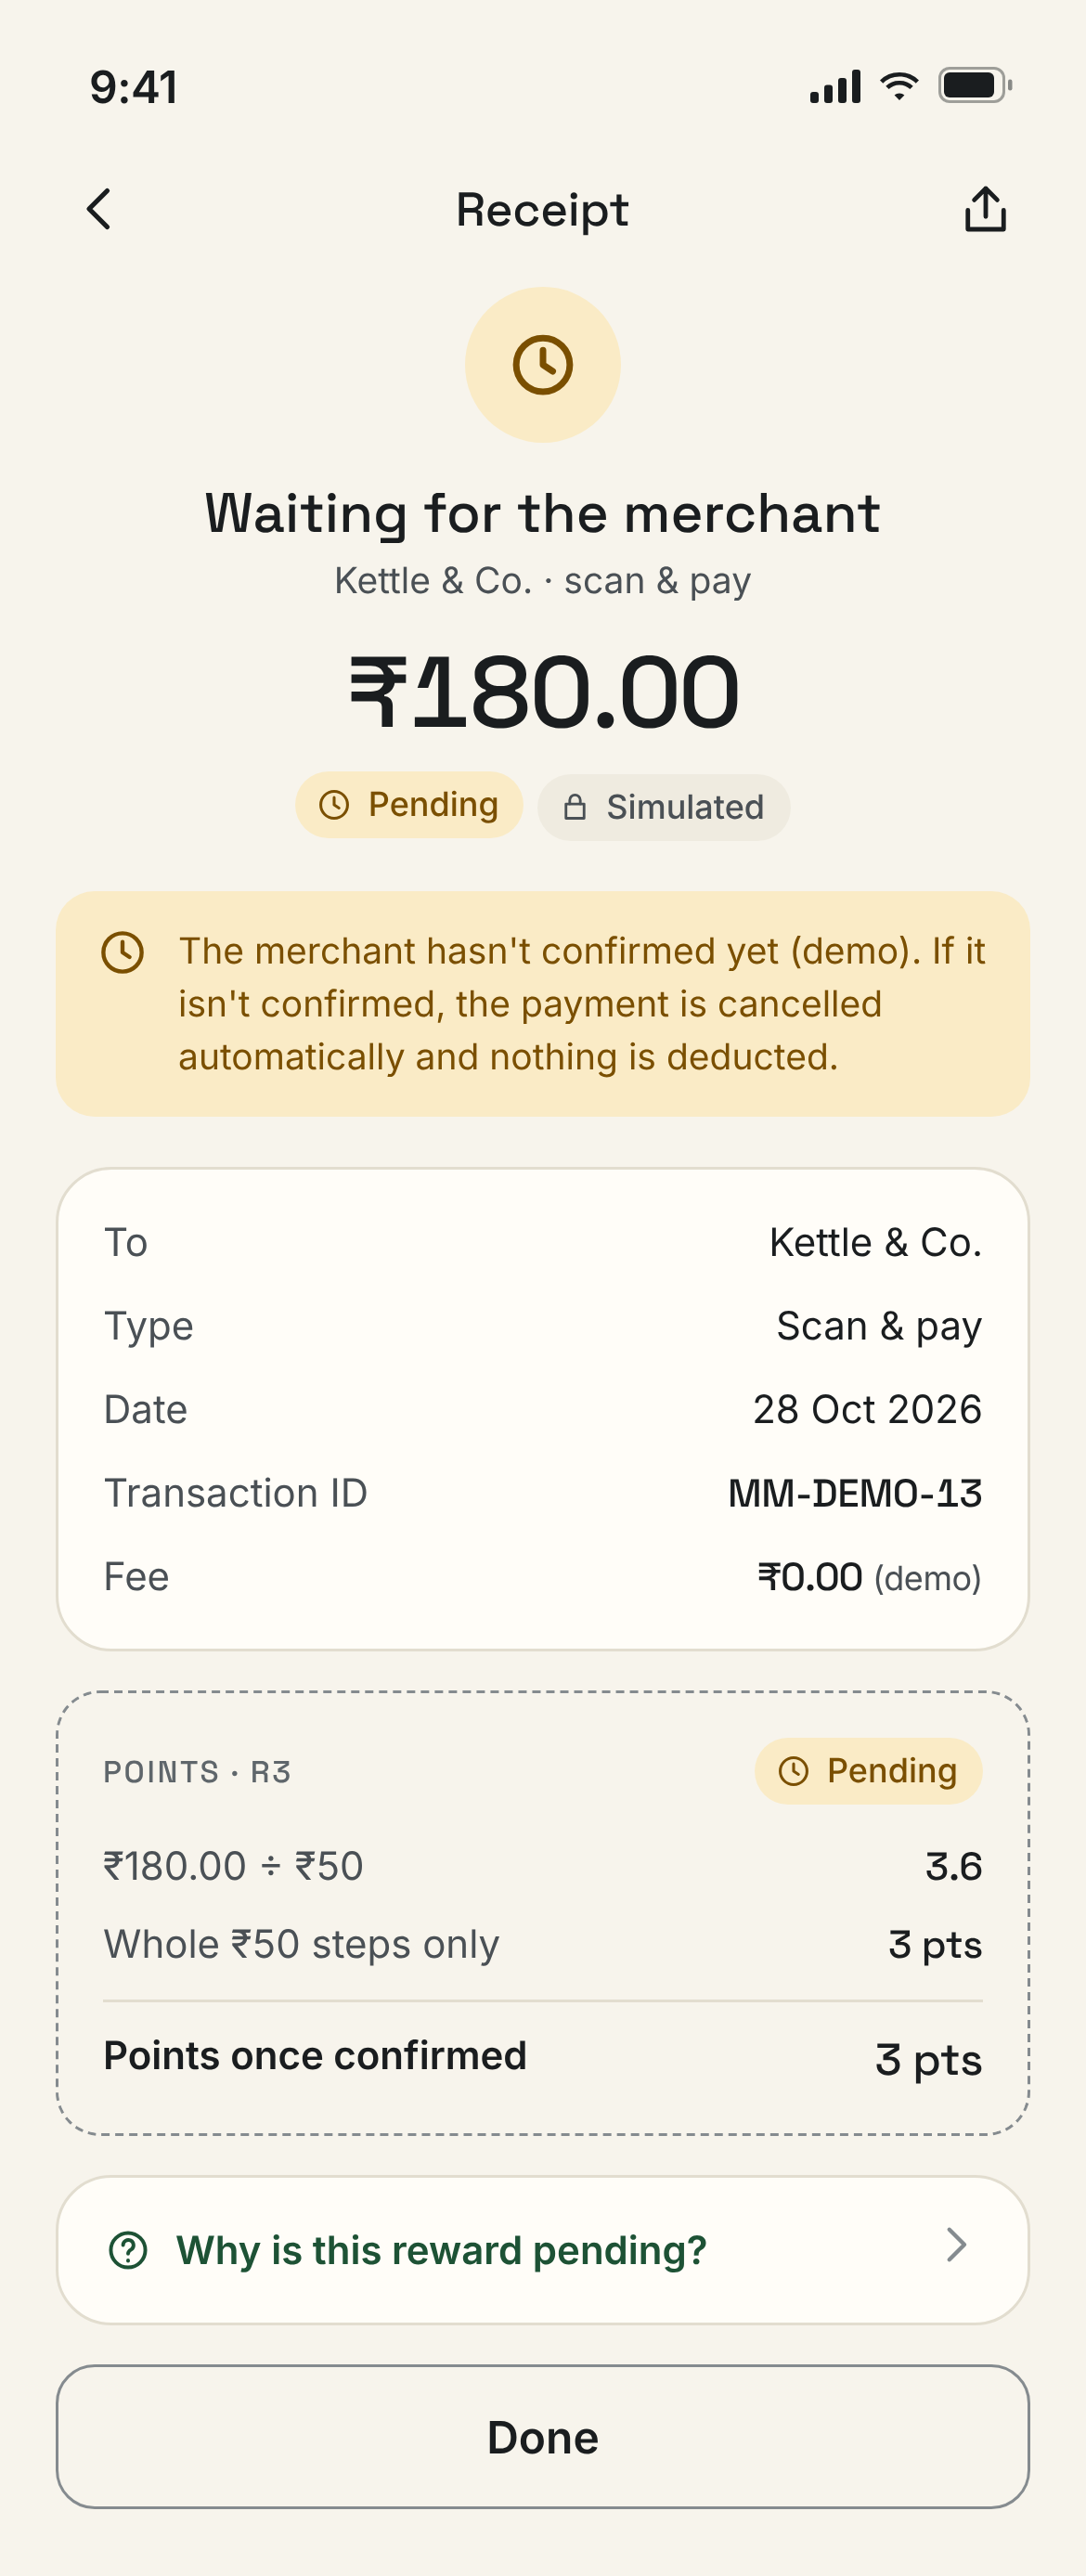 9:41
Receipt
Waiting for the merchant
Kettle & Co. · scan & pay
₹180.00
Pending
Simulated
The merchant hasn't confirmed yet (demo). If it
isn't confirmed, the payment is cancelled
automatically and nothing is deducted.
To Kettle & Co.
Type Scan & pay
Date 28 Oct 2026
Transaction ID MM-DEMO-13
Fee ₹0.00 (demo)
POINTS · R3 Pending
₹180.00 ÷ ₹50 3.6
Whole ₹50 steps only 3 pts
Points once confirmed 3 pts
Why is this reward pending?
Done